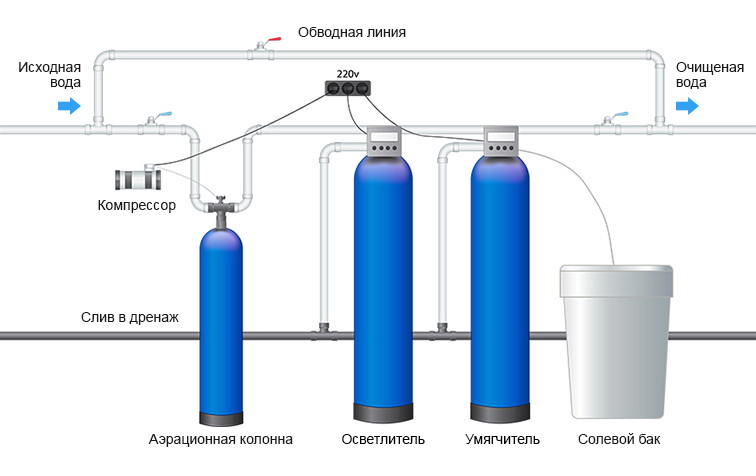 Обводная линия
Исходная
вода
220v
Очищеная
вода
Компрессор
Слив в дренаж
Аэрационная колонна
Осветлитель
Умягчитель
Солевой бак